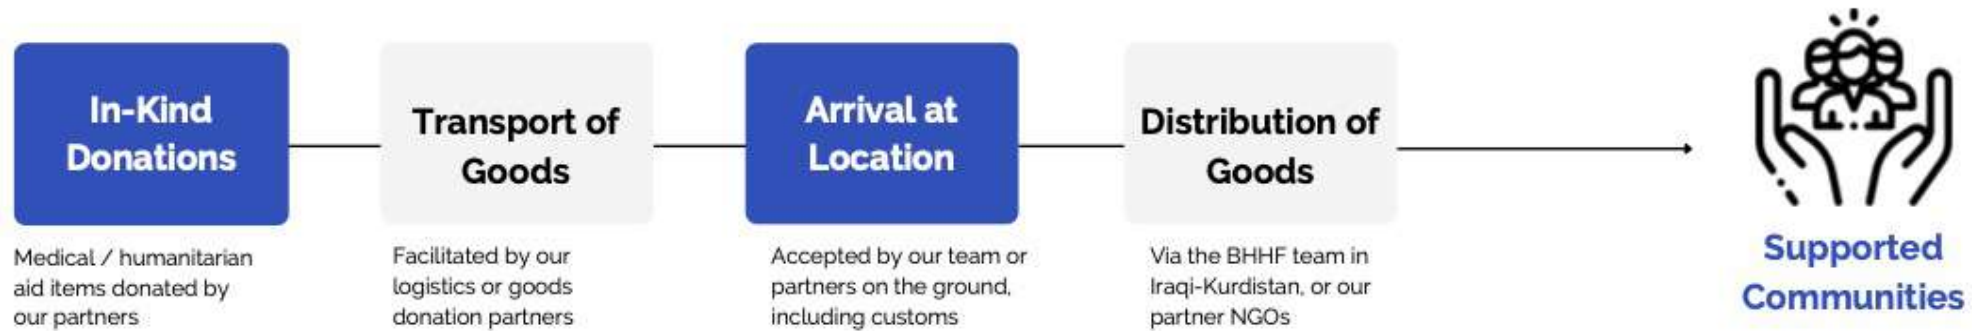 In-Kind
Donations
Medical / humanitarian
aid items donated by
our partners
Transport of
Goods
Facilitated by our
logistics or goods
donation partners
Arrival at
Location
Accepted by our team or
partners on the ground,
including customs
Distribution of
Goods
Via the BHHF team in
Iraqi-Kurdistan, or our
partner NGOs
Supported
Communities